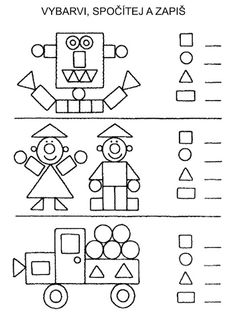 VYBARVI, SPOČÍTEJ A ZAPIŠ